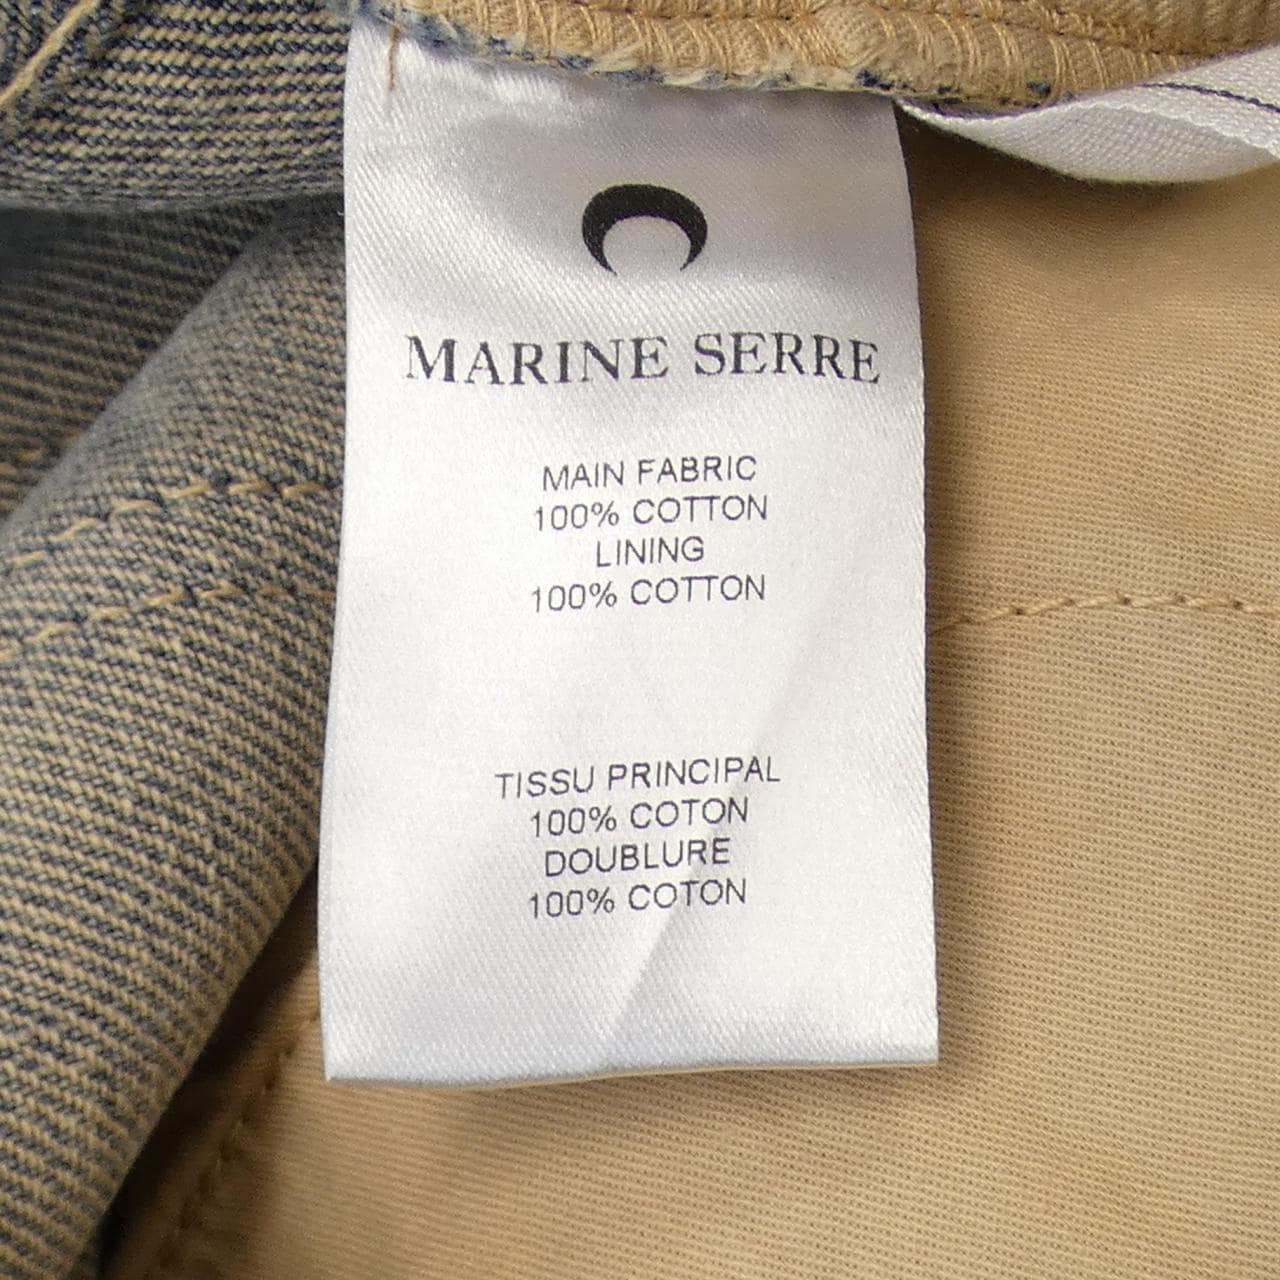 MARINE SERRE
MAIN FABRIC
100% COTTON
LINING
100% COTTON
TISSU PRINCIPAL
100% COTON
DOUBLURE
100% COTON